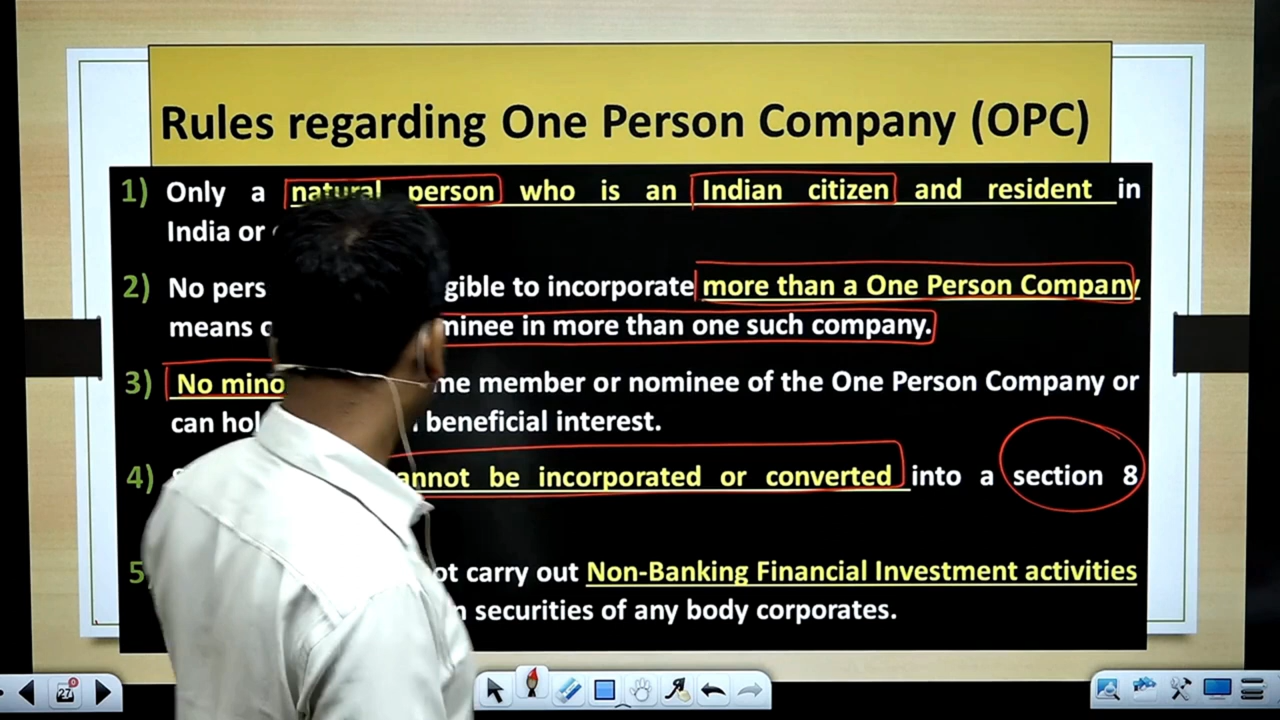 Rules regarding One Person Company (OPC)
1) Only a natural person who is an Indian citizen and resident in
India or
2) No pers gible to incorporate more than a One Person Company
means minee in more than one such company.
3) No mino me member or nominee of the One Person Company or
can hol beneficial interest.
4) annot be incorporated or converted into a section 8
5 ot carry out Non-Banking Financial Investment activities
n securities of any body corporates.
27